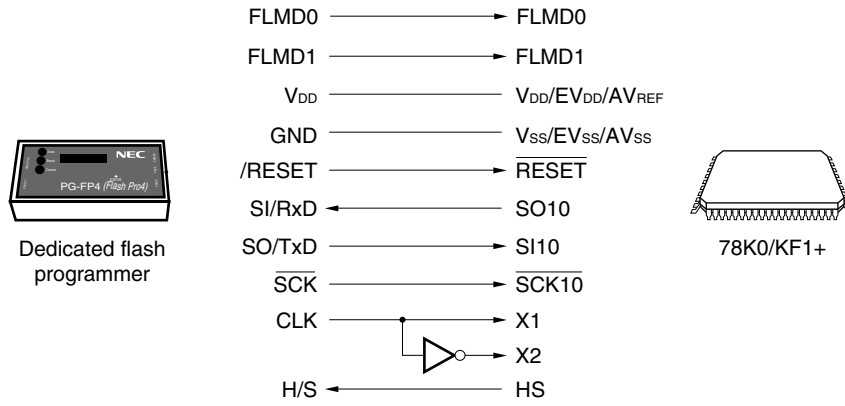 FLMD0 FLMD0
FLMD1 FLMD1
VDD VDD/EVDD/AVREF
GND VSS/EVSS/AVSS
/RESET RESET
SI/RxD SO10
SO/TxD SI10
SCK SCK10
CLK X1
X2
H/S HS
NEC
PG-FP4 (Flash Pro4)
Dedicated flash
programmer
78K0/KF1+